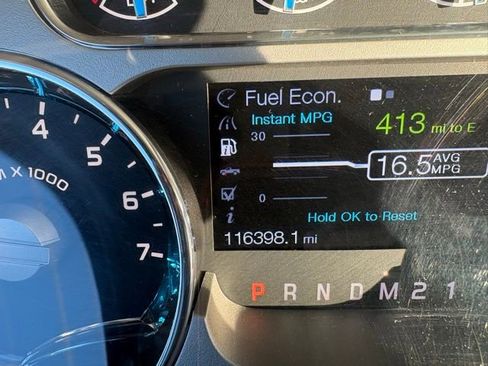 Fuel Econ.
Instant MPG
413 mi to E
30
4
5
16.5 AVG MPG
M X 1000
6
0
Hold OK to Reset
116398.1 mi
7
P R N D M 2 1